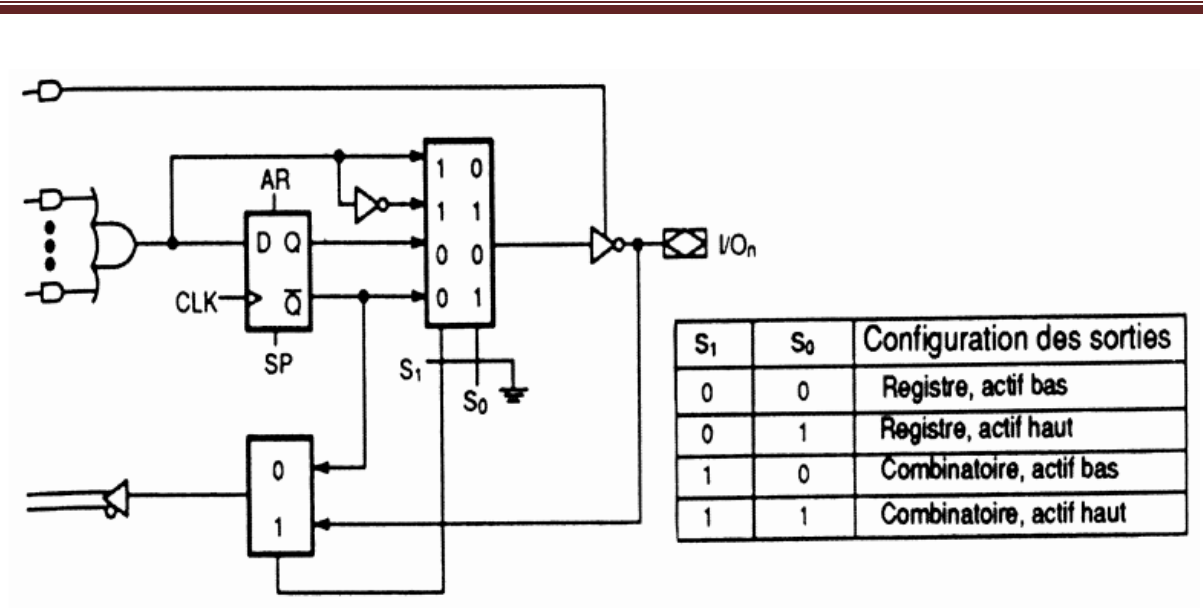 AR
1 0
1 1
D Q
0 0
I/On
CLK
Q̅
0 1
SP
S1
S0
0
1
S1 S0 Configuration des sorties
0 0 Registre, actif bas
0 1 Registre, actif haut
1 0 Combinatoire, actif bas
1 1 Combinatoire, actif haut